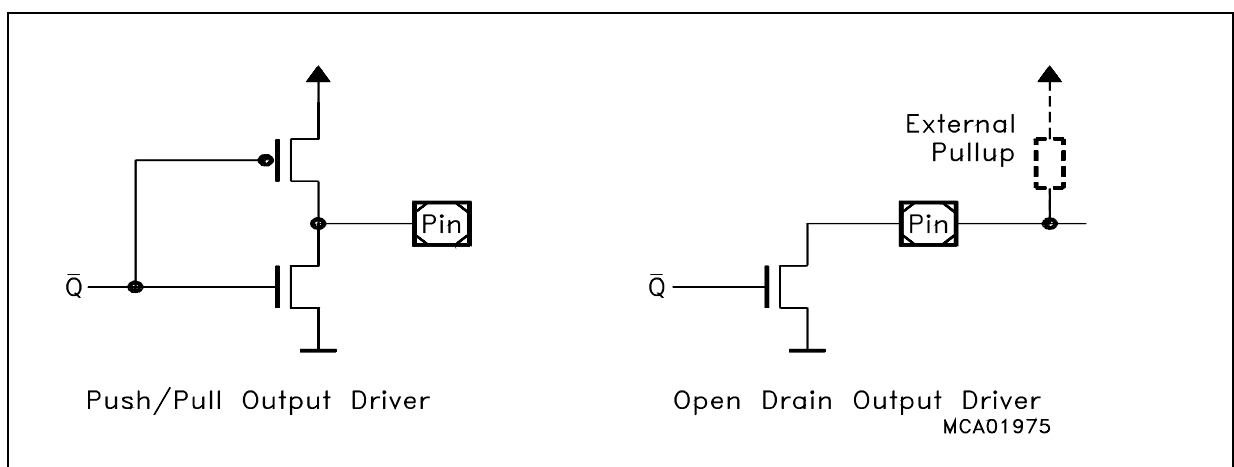 External
Pullup
Pin
Pin
Q̅
Q̅
Push/Pull Output Driver
Open Drain Output Driver
MCA01975